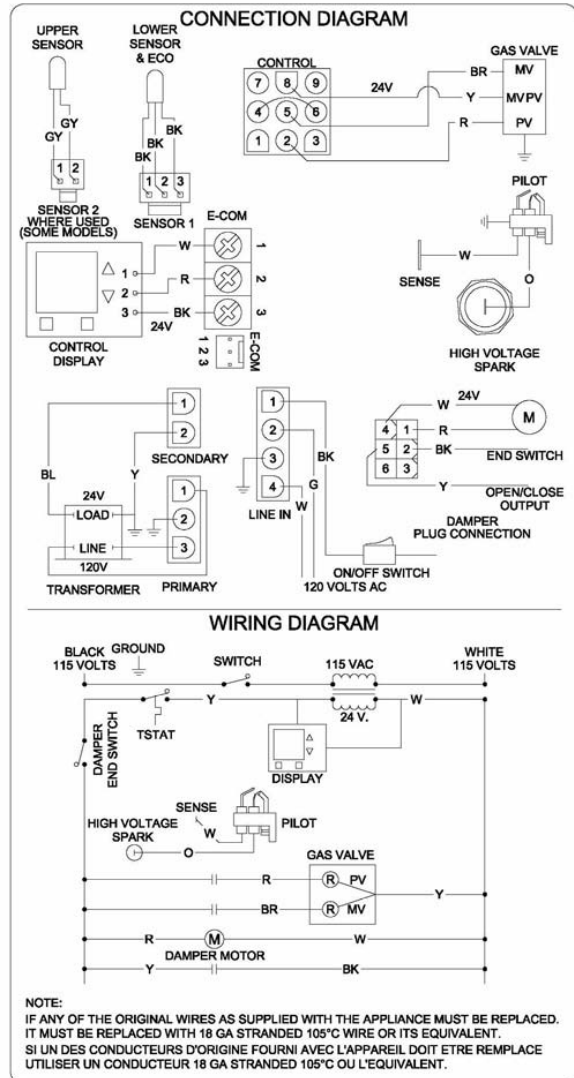 CONNECTION DIAGRAM
UPPER
SENSOR
GY
GY
1 2
SENSOR 2
WHERE USED
(SOME MODELS)
LOWER
SENSOR
& ECO
BK
BK
BK
1 2 3
SENSOR 1
CONTROL
7 8 9
4 5 6
1 2 3
24V
BR
Y
R
GAS VALVE
MV
MVPV
PV
PILOT
W
SENSE
O
HIGH VOLTAGE
SPARK
E-COM
W
R
BK
1
2
3
1
2
3
24V
CONTROL
DISPLAY
1
2
3
E-COM
1
2
SECONDARY
BL
Y
24V
LOAD
LINE
120V
TRANSFORMER
1
2
3
PRIMARY
1
2
3
4
LINE IN
BK
G
W
ON/OFF SWITCH
120 VOLTS AC
24V
W
R
BK
Y
M
4 1
5 2
6 3
END SWITCH
OPEN/CLOSE
OUTPUT
DAMPER
PLUG CONNECTION
WIRING DIAGRAM
BLACK
115 VOLTS
GROUND
SWITCH
115 VAC
WHITE
115 VOLTS
Y
W
24 V.
TSTAT
DAMPER
END SWITCH
DISPLAY
SENSE
W
HIGH VOLTAGE
SPARK
O
PILOT
GAS VALVE
R
R PV
Y
BR
R MV
R
M
W
DAMPER MOTOR
Y
BK
NOTE:
IF ANY OF THE ORIGINAL WIRES AS SUPPLIED WITH THE APPLIANCE MUST BE REPLACED.
IT MUST BE REPLACED WITH 18 GA STRANDED 105°C WIRE OR ITS EQUIVALENT.
SI UN DES CONDUCTEURS D'ORIGINE FOURNI AVEC L'APPAREIL DOIT ETRE REMPLACE
UTILISER UN CONDUCTEUR 18 GA STRANDED 105°C OU L'EQUIVALENT.